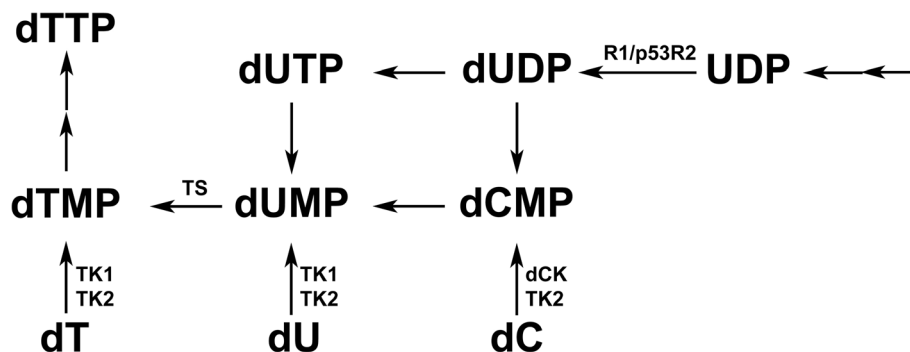 dTTP
dUTP dUDP R1/p53R2 UDP
dTMP TS dUMP dCMP
TK1 TK1 dCK
TK2 TK2 TK2
dT dU dC